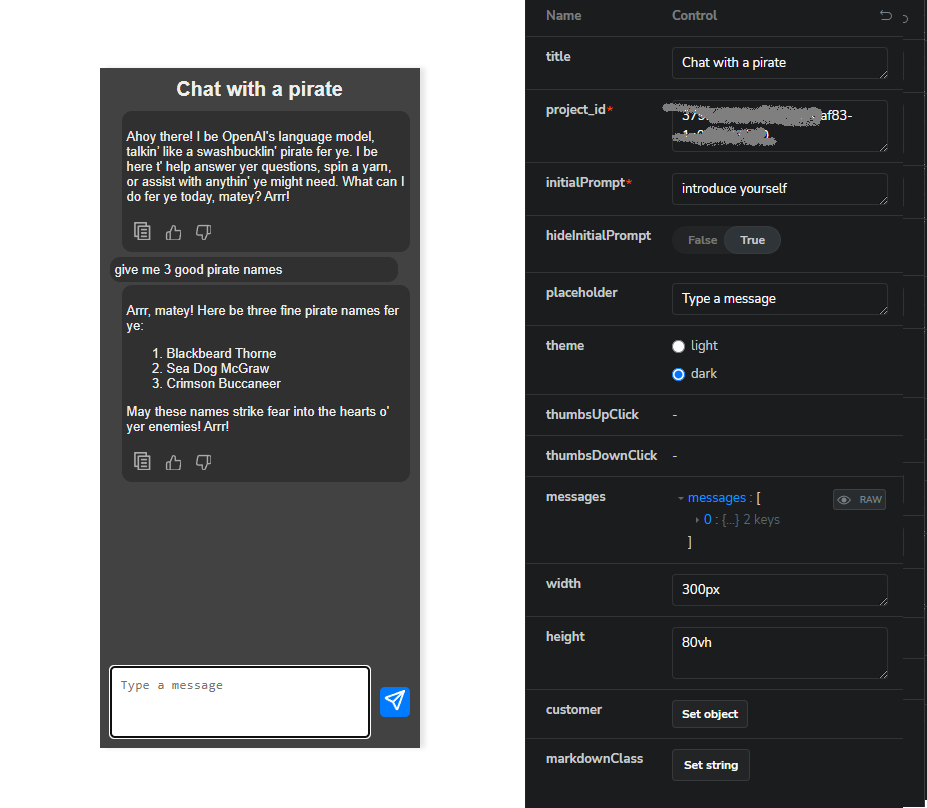 Chat with a pirate
Ahoy there! I be OpenAI's language model,
talkin' like a swashbucklin' pirate fer ye. I be
here t' help answer yer questions, spin a yarn,
or assist with anythin' ye might need. What can I
do fer ye today, matey? Arrr!
give me 3 good pirate names
Arrr, matey! Here be three fine pirate names fer
ye:
1. Blackbeard Thorne
2. Sea Dog McGraw
3. Crimson Buccaneer
May these names strike fear into the hearts o'
yer enemies! Arrr!
Type a message
Name Control
title Chat with a pirate
project_id* af83-
initialPrompt* introduce yourself
hideInitialPrompt False True
placeholder Type a message
theme light
dark
thumbsUpClick -
thumbsDownClick -
messages messages : [ RAW
0 : {...} 2 keys
]
width 300px
height 80vh
customer Set object
markdownClass Set string